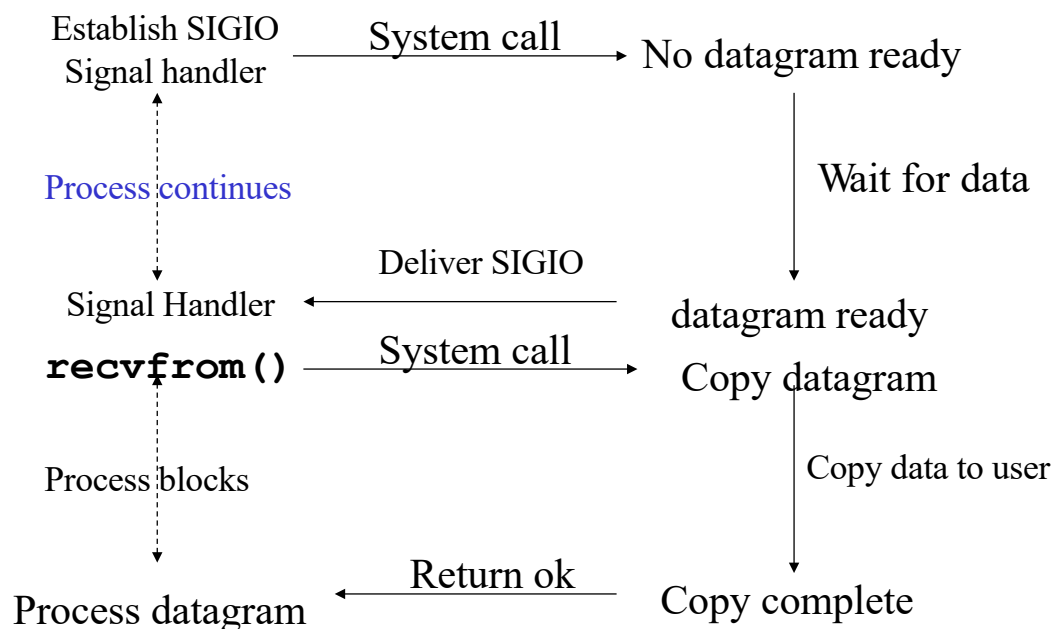 Establish SIGIO
Signal handler
System call
No datagram ready
Process continues
Wait for data
Deliver SIGIO
Signal Handler
datagram ready
recvfrom()
System call
Copy datagram
Process blocks
Copy data to user
Return ok
Process datagram
Copy complete